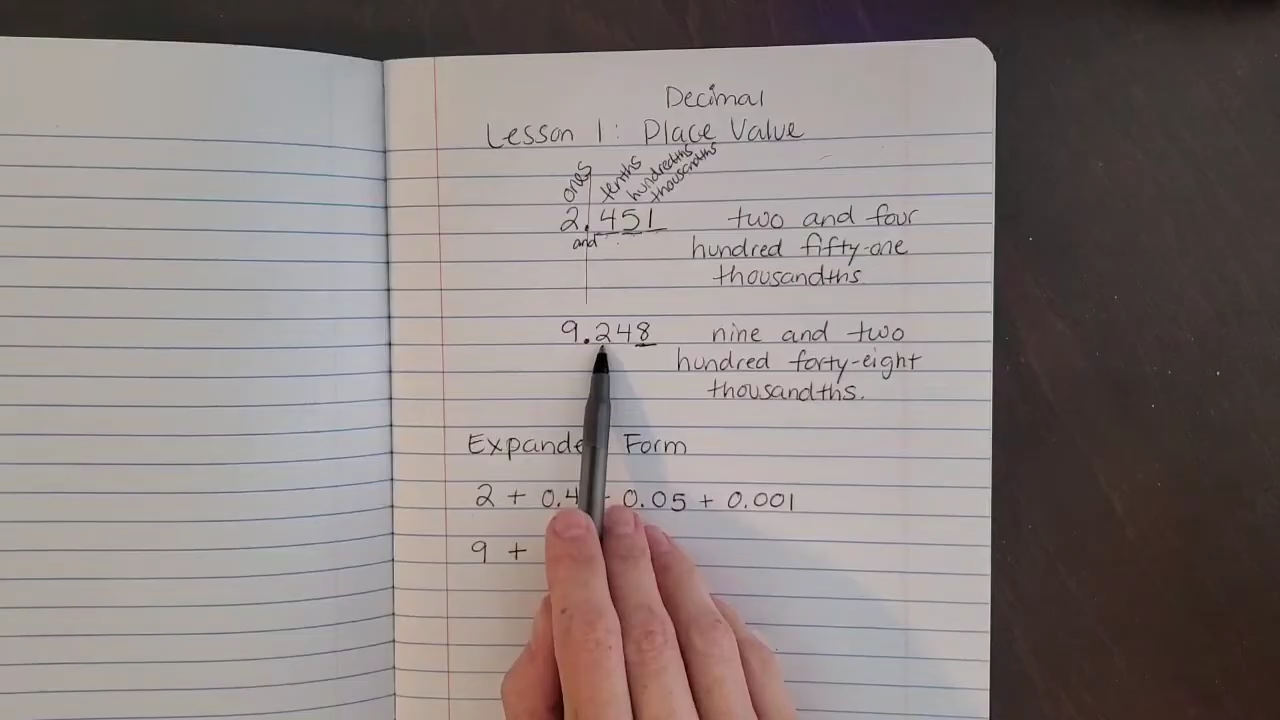 Decimal
Lesson 1: Place Value
ones tenths hundredths thousandths
2.451 two and four
and hundred fifty-one
thousandths
9.248 nine and two
hundred forty-eight
thousandths.
Expande Form
2 + 0.4 - 0.05 + 0.001
9 +